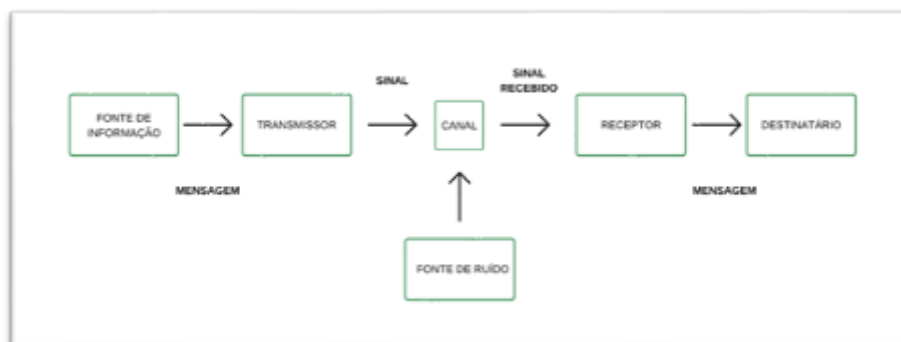 SINAL
SINAL
RECEBIDO
FONTE DE
INFORMAÇÃO
TRANSMISSOR
CANAL
RECEPTOR
DESTINATÁRIO
MENSAGEM
MENSAGEM
FONTE DE RUÍDO